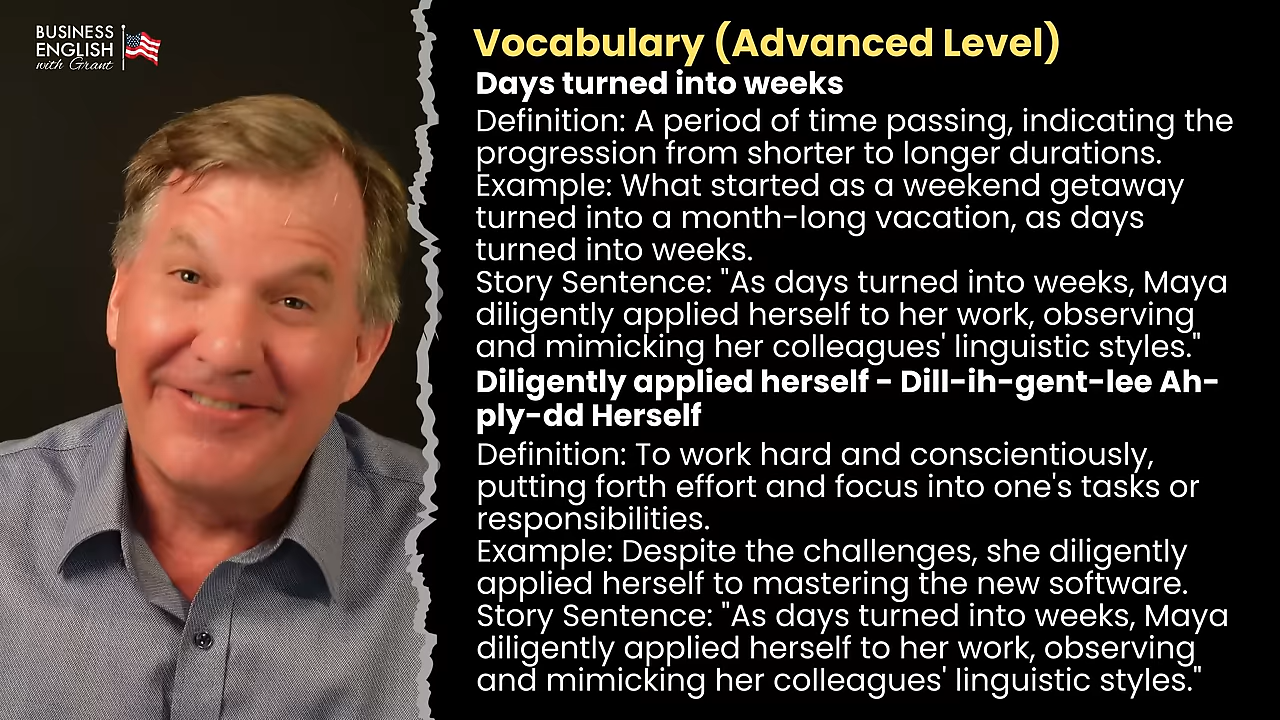 BUSINESS
ENGLISH
with Grant
Vocabulary (Advanced Level)
Days turned into weeks
Definition: A period of time passing, indicating the
progression from shorter to longer durations.
Example: What started as a weekend getaway
turned into a month-long vacation, as days
turned into weeks.
Story Sentence: "As days turned into weeks, Maya
diligently applied herself to her work, observing
and mimicking her colleagues' linguistic styles."
Diligently applied herself - Dill-ih-gent-lee Ah-
ply-dd Herself
Definition: To work hard and conscientiously,
putting forth effort and focus into one's tasks or
responsibilities.
Example: Despite the challenges, she diligently
applied herself to mastering the new software.
Story Sentence: "As days turned into weeks, Maya
diligently applied herself to her work, observing
and mimicking her colleagues' linguistic styles."